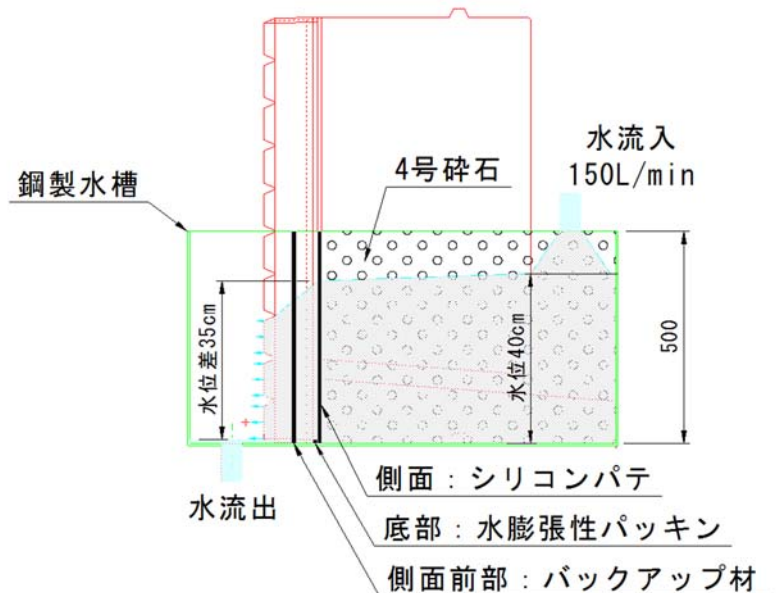 水流入
150L/min
4号砕石
鋼製水槽
水位差35cm
水位40cm
500
水流出
側面：シリコンパテ
底部：水膨張性パッキン
側面前部：バックアップ材